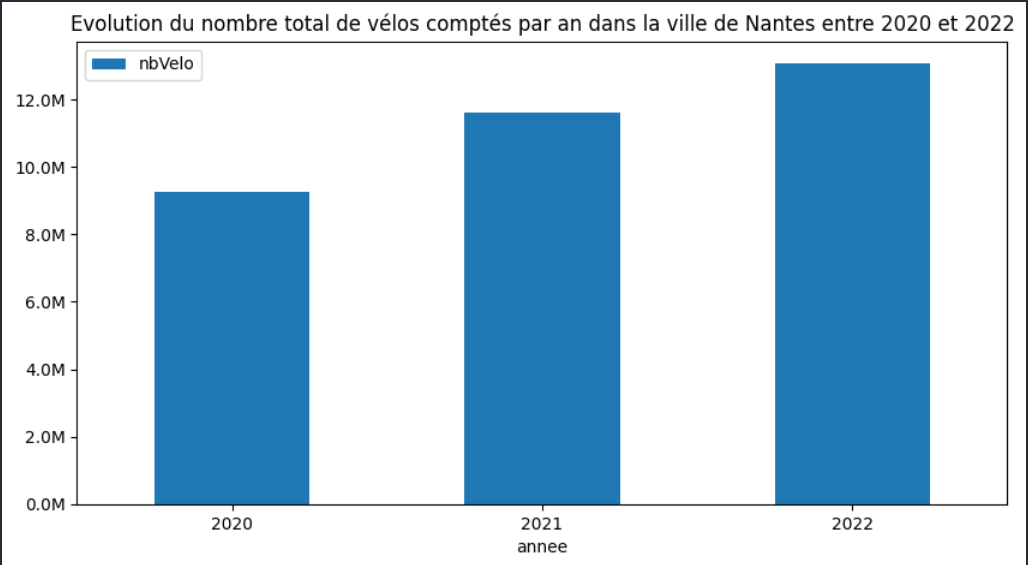 Evolution du nombre total de vélos comptés par an dans la ville de Nantes entre 2020 et 2022
nbVelo
12.0M
10.0M
8.0M
6.0M
4.0M
2.0M
0.0M
2020 2021 2022
annee